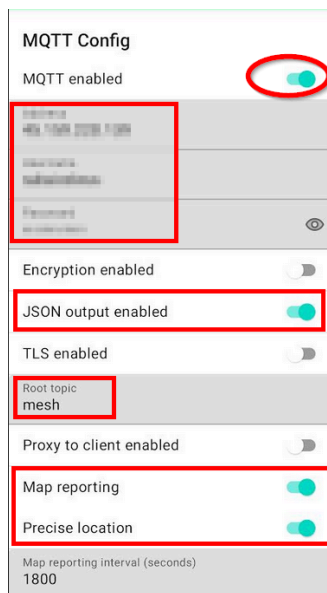 MQTT Config
MQTT enabled
Encryption enabled
JSON output enabled
TLS enabled
Root topic
mesh
Proxy to client enabled
Map reporting
Precise location
Map reporting interval (seconds)
1800